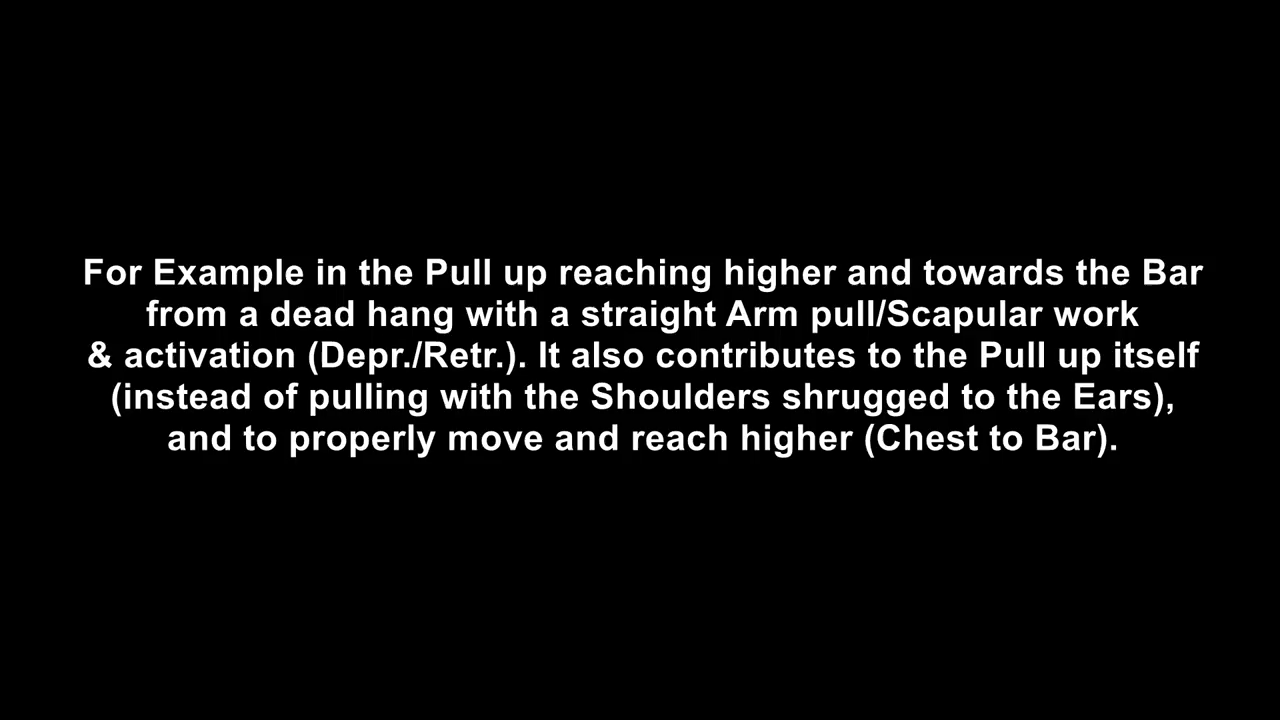 For Example in the Pull up reaching higher and towards the Bar
from a dead hang with a straight Arm pull/Scapular work
& activation (Depr./Retr.). It also contributes to the Pull up itself
(instead of pulling with the Shoulders shrugged to the Ears),
and to properly move and reach higher (Chest to Bar).